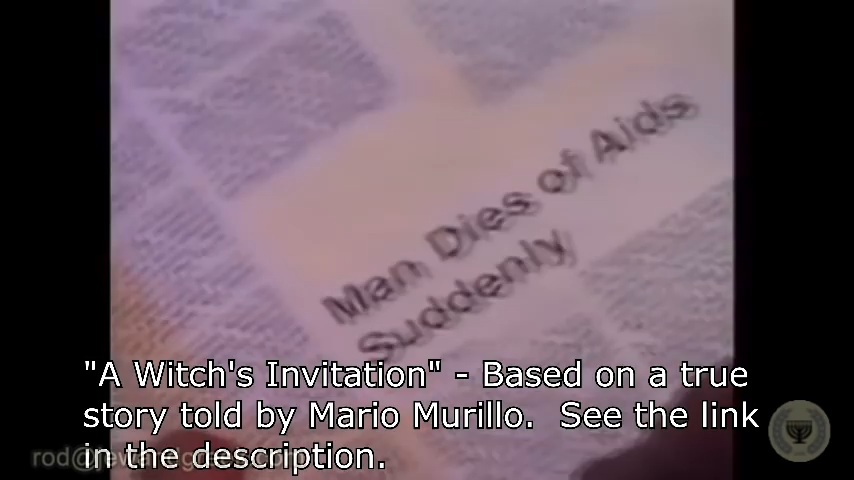 Man Dies of Aids
Suddenly
"A Witch's Invitation" - Based on a true
story told by Mario Murillo.  See the link
in the description.